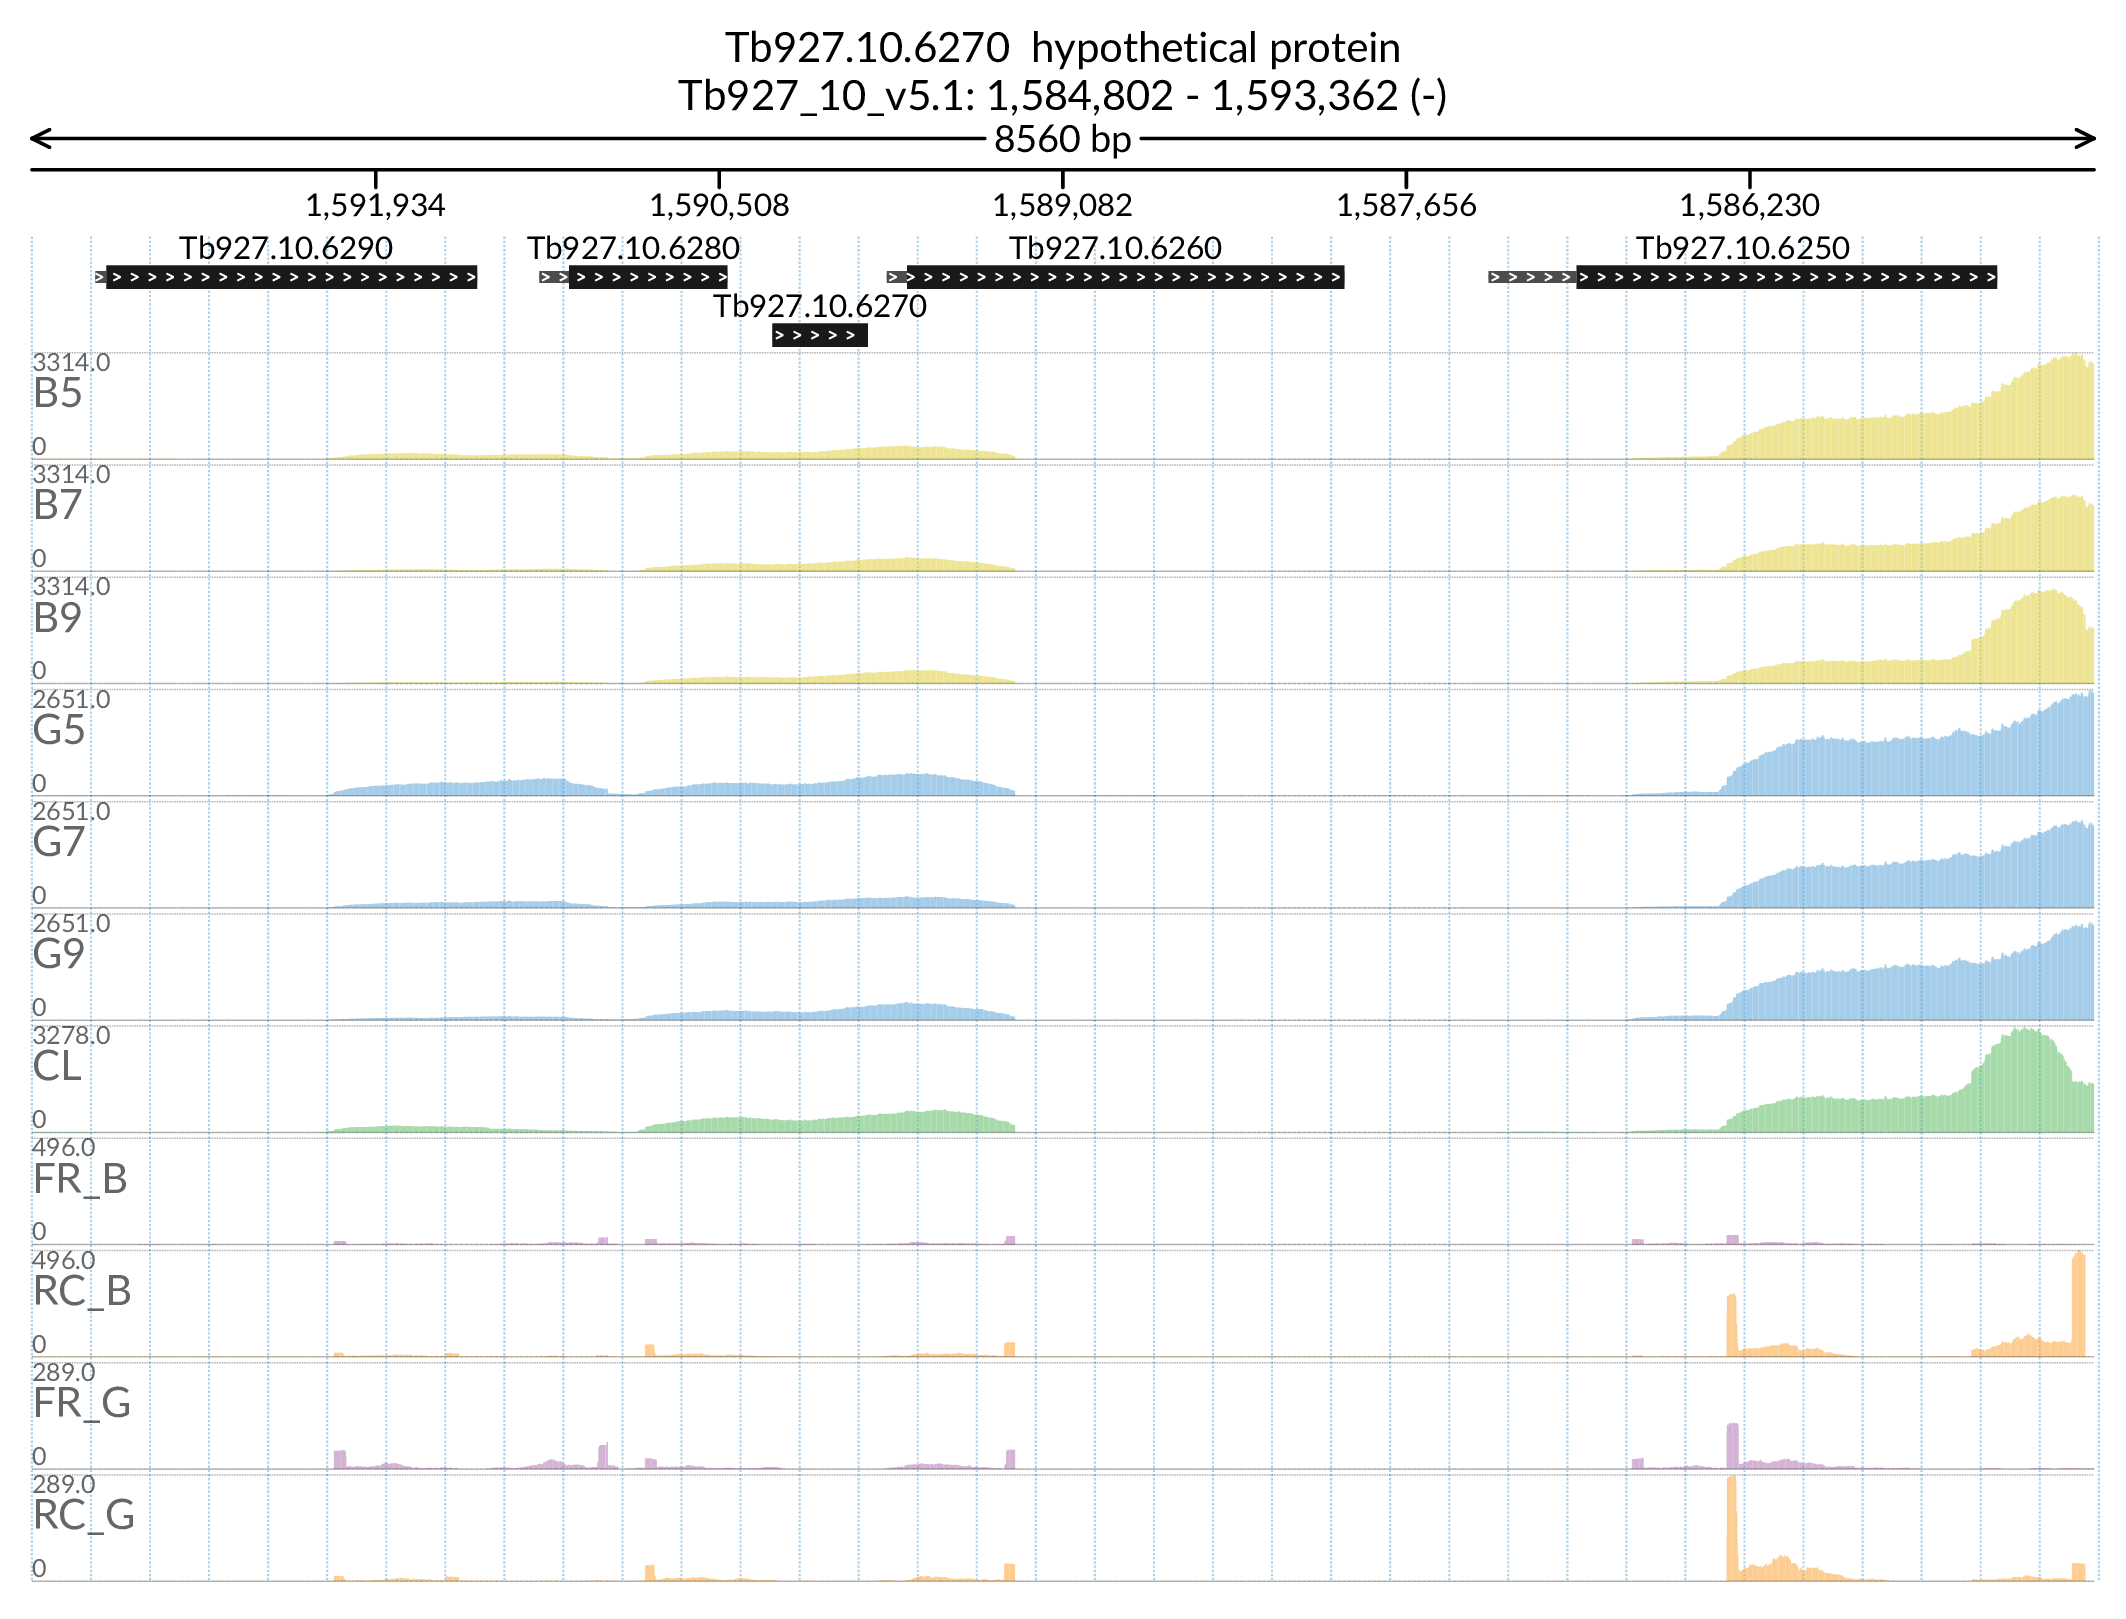 Tb927.10.6270  hypothetical protein
Tb927_10_v5.1: 1,584,802 - 1,593,362 (-)
8560 bp
1,591,934 1,590,508 1,589,082 1,587,656 1,586,230
Tb927.10.6290 Tb927.10.6280 Tb927.10.6260 Tb927.10.6250
Tb927.10.6270
3314.0
B5
0
3314.0
B7
0
3314.0
B9
0
2651.0
G5
0
2651.0
G7
0
2651.0
G9
0
3278.0
CL
0
496.0
FR_B
0
496.0
RC_B
0
289.0
FR_G
0
289.0
RC_G
0